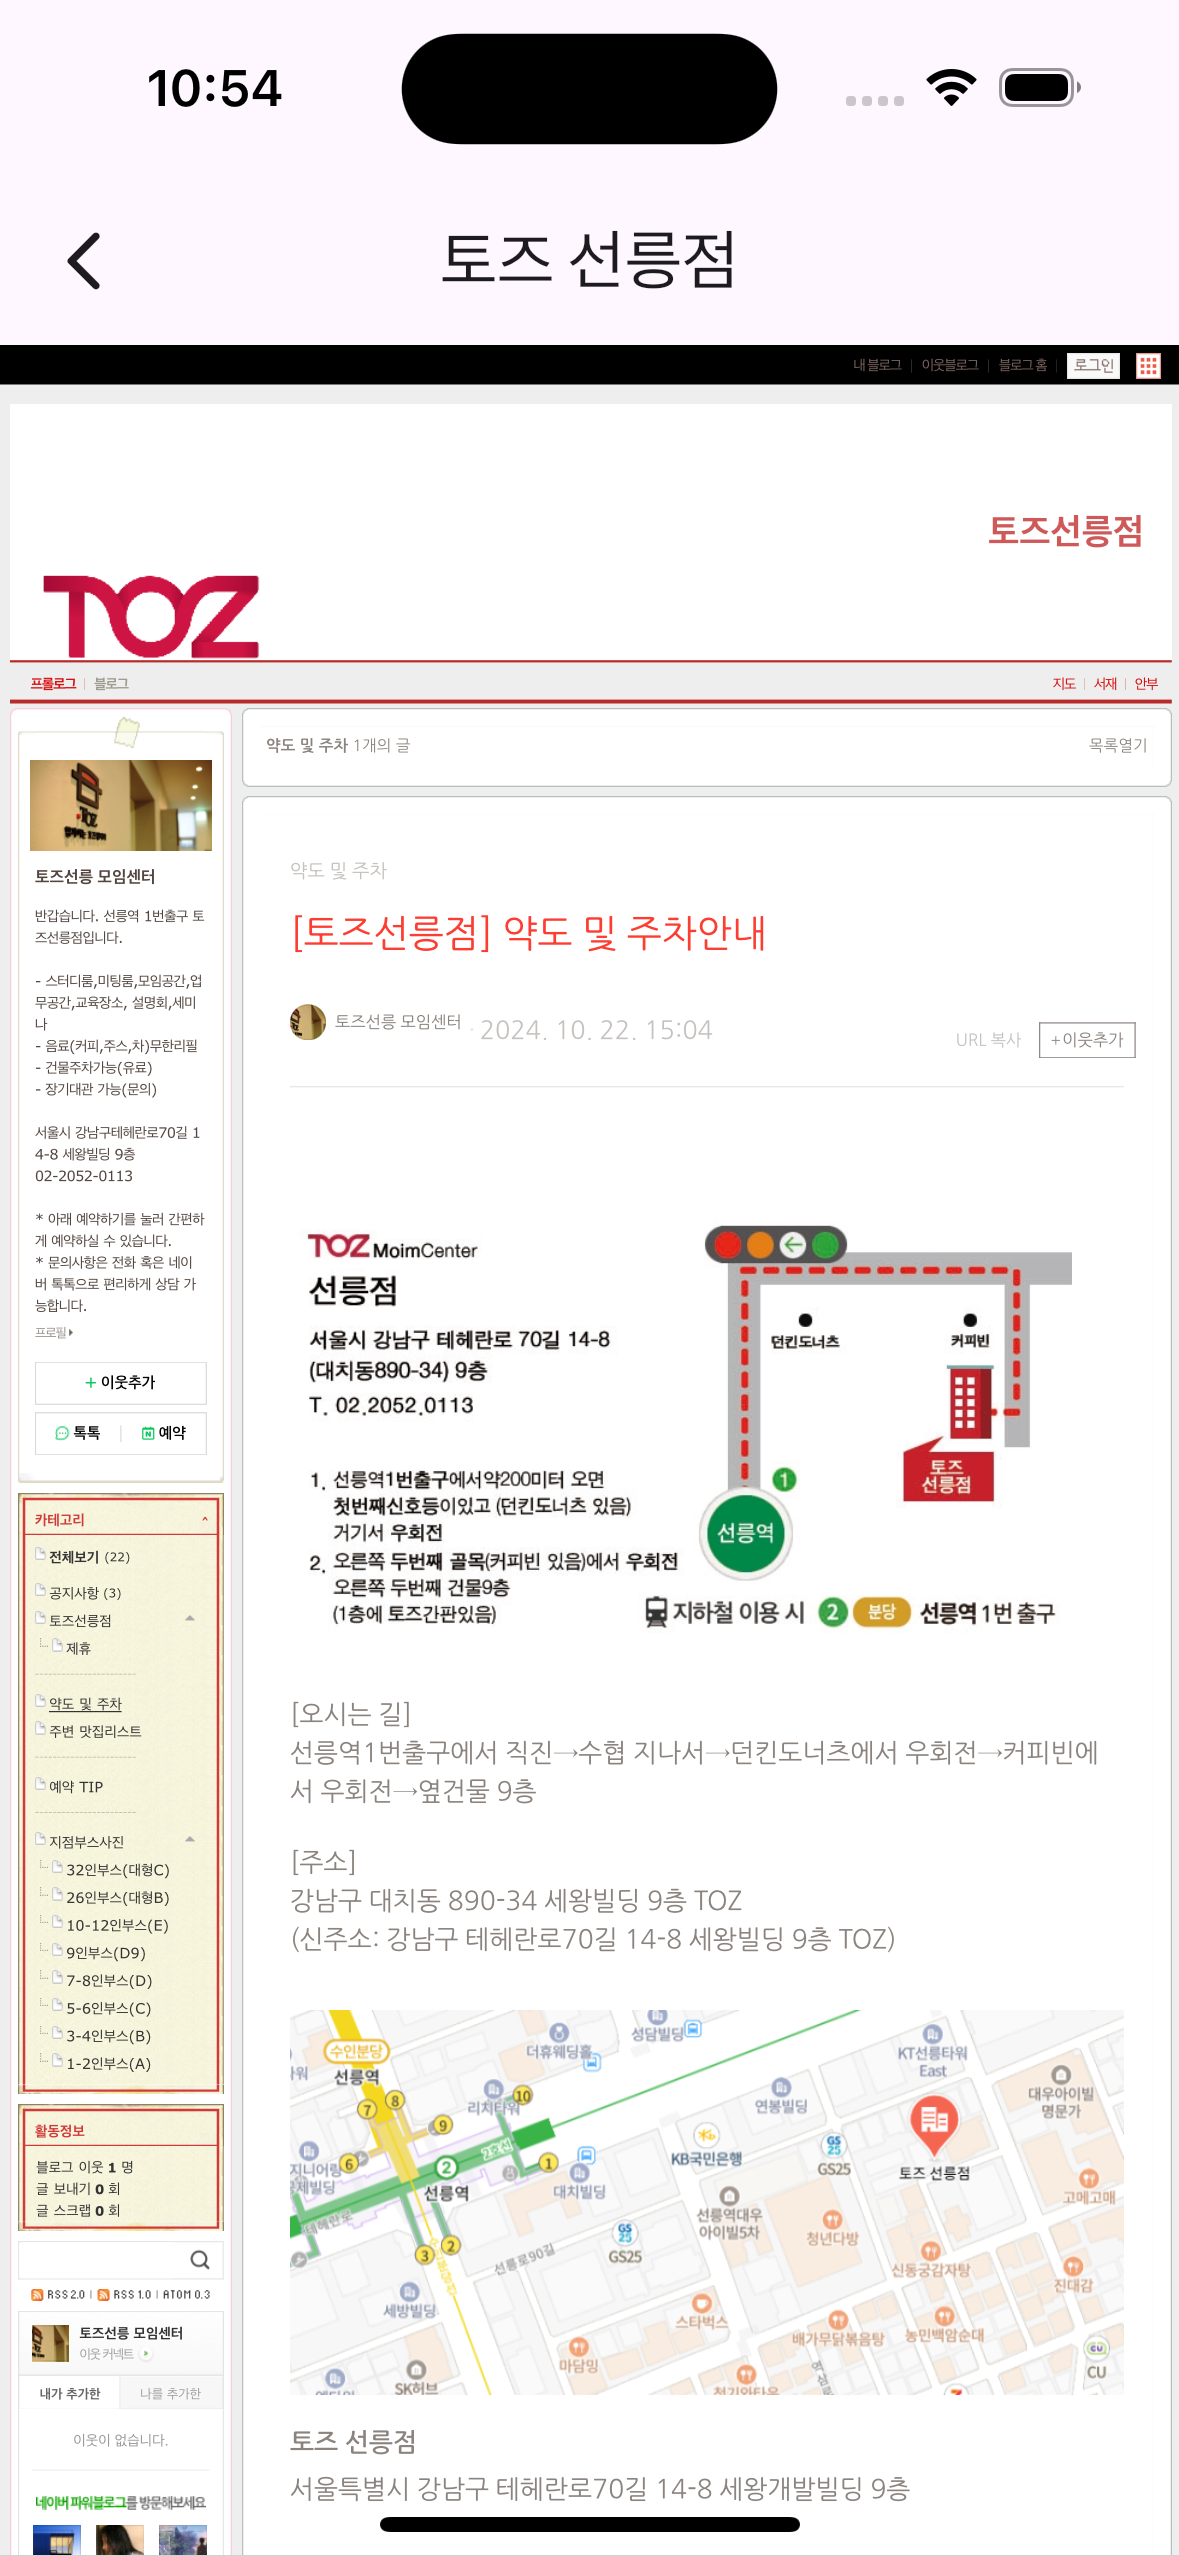 10:54
토즈 선릉점
내 블로그
이웃블로그
블로그 홈
로그인
토즈선릉점
TOZ
프롤로그
블로그
지도
서재
안부
토즈선릉 모임센터
반갑습니다. 선릉역 1번출구 토
즈선릉점입니다.
- 스터디룸,미팅룸,모임공간,업
무공간,교육장소, 설명회,세미
나
- 음료(커피,주스,차)무한리필
- 건물주차가능(유료)
- 장기대관 가능(문의)
서울시 강남구테헤란로70길 1
4-8 세왕빌딩 9층
02-2052-0113
* 아래 예약하기를 눌러 간편하
게 예약하실 수 있습니다.
* 문의사항은 전화 혹은 네이
버 톡톡으로 편리하게 상담 가
능합니다.
프로필
+ 이웃추가
톡톡
예약
카테고리
전체보기 (22)
공지사항 (3)
토즈선릉점
제휴
약도 및 주차
주변 맛집리스트
예약 TIP
지점부스사진
32인부스(대형C)
26인부스(대형B)
10-12인부스(E)
9인부스(D9)
7-8인부스(D)
5-6인부스(C)
3-4인부스(B)
1-2인부스(A)
활동정보
블로그 이웃 1 명
글 보내기 0 회
글 스크랩 0 회
RSS 2.0 | RSS 1.0 | ATOM 0.3
토즈선릉 모임센터
이웃 커넥트
내가 추가한
나를 추가한
이웃이 없습니다.
네이버 파워블로그를 방문해보세요
약도 및 주차 1개의 글
목록열기
약도 및 주차
[토즈선릉점] 약도 및 주차안내
토즈선릉 모임센터
2024. 10. 22. 15:04
URL 복사
+이웃추가
TOZ MoimCenter
선릉점
서울시 강남구 테헤란로 70길 14-8
(대치동890-34) 9층
T. 02.2052.0113
1. 선릉역1번출구에서약200미터 오면
첫번째신호등이있고 (던킨도너츠 있음)
거기서 우회전
2. 오른쪽 두번째 골목(커피빈 있음)에서 우회전
오른쪽 두번째 건물9층
(1층에 토즈간판있음)
던킨도너츠
커피빈
토즈
선릉점
1
선릉역
지하철 이용 시 2 분당 선릉역 1번 출구
[오시는 길]
선릉역1번출구에서 직진→수협 지나서→던킨도너츠에서 우회전→커피빈에
서 우회전→옆건물 9층
[주소]
강남구 대치동 890-34 세왕빌딩 9층 TOZ
(신주소: 강남구 테헤란로70길 14-8 세왕빌딩 9층 TOZ)
수인분당
선릉역
더휴웨딩홀
성담빌딩
KT선릉타워
East
대우아이빌
명문가
리치타워
연봉빌딩
7
8
9
10
6
2
2호선
1
선릉역
대치빌딩
KB국민은행
GS
25
GS25
토즈 선릉점
고메고매
선릉역대우
아이빌5차
청년다방
테헤란로
3
2
선릉로90길
GS
25
GS25
신동궁감자탕
진대감
세방빌딩
스타벅스
배가무닭볶음탕
농민백암순대
마담밍
SK허브
CU
CU
토즈 선릉점
서울특별시 강남구 테헤란로70길 14-8 세왕개발빌딩 9층